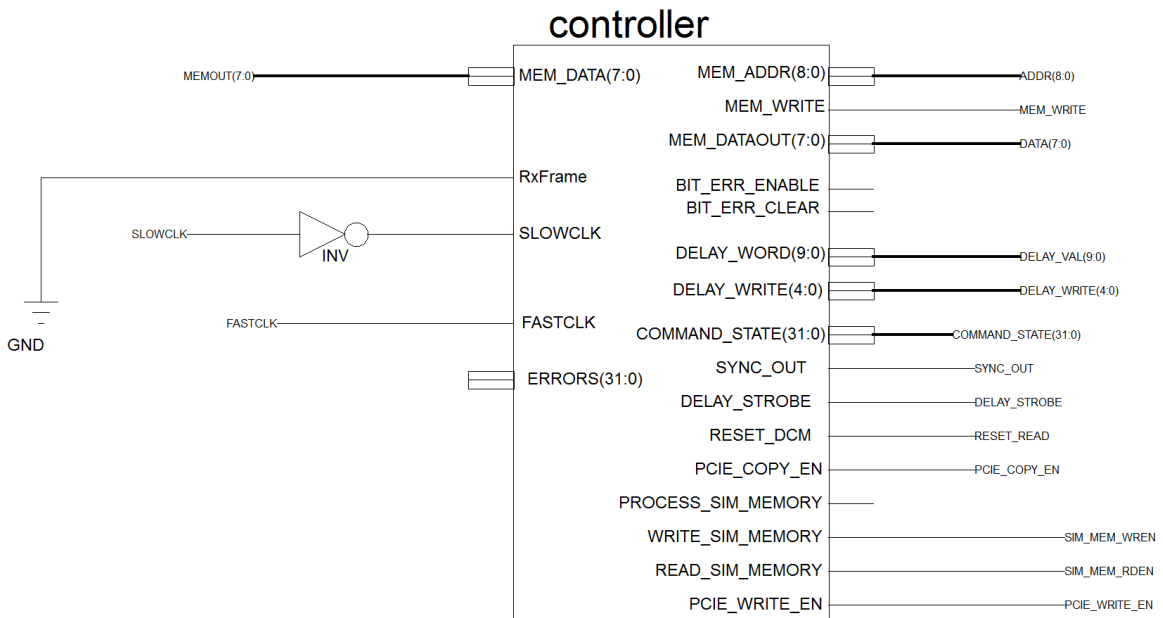 controller
MEMOUT(7:0) MEM_DATA(7:0) MEM_ADDR(8:0) ADDR(8:0)
MEM_WRITE MEM_WRITE
MEM_DATAOUT(7:0) DATA(7:0)
RxFrame BIT_ERR_ENABLE
BIT_ERR_CLEAR
SLOWCLK INV SLOWCLK
DELAY_WORD(9:0) DELAY_VAL(9:0)
DELAY_WRITE(4:0) DELAY_WRITE(4:0)
GND
FASTCLK FASTCLK COMMAND_STATE(31:0) COMMAND_STATE(31:0)
SYNC_OUT SYNC_OUT
ERRORS(31:0)
DELAY_STROBE DELAY_STROBE
RESET_DCM RESET_READ
PCIE_COPY_EN PCIE_COPY_EN
PROCESS_SIM_MEMORY
WRITE_SIM_MEMORY SIM_MEM_WREN
READ_SIM_MEMORY SIM_MEM_RDEN
PCIE_WRITE_EN PCIE_WRITE_EN